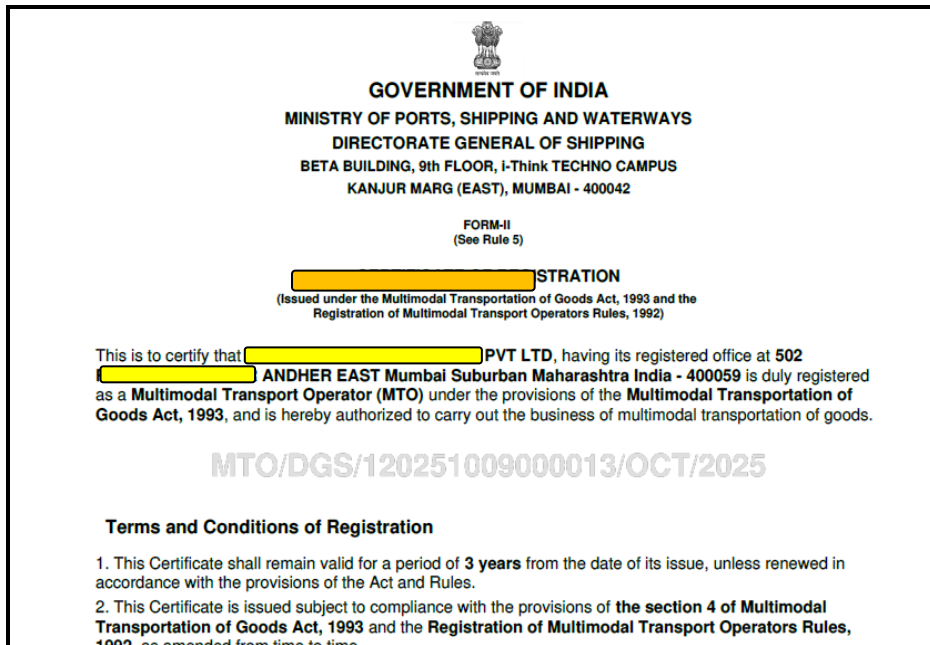 GOVERNMENT OF INDIA
MINISTRY OF PORTS, SHIPPING AND WATERWAYS
DIRECTORATE GENERAL OF SHIPPING
BETA BUILDING, 9th FLOOR, i-Think TECHNO CAMPUS
KANJUR MARG (EAST), MUMBAI - 400042
FORM-II
(See Rule 5)
STRATION
(Issued under the Multimodal Transportation of Goods Act, 1993 and the
Registration of Multimodal Transport Operators Rules, 1992)
This is to certify that PVT LTD, having its registered office at 502
ANDHER EAST Mumbai Suburban Maharashtra India - 400059 is duly registered
as a Multimodal Transport Operator (MTO) under the provisions of the Multimodal Transportation of
Goods Act, 1993, and is hereby authorized to carry out the business of multimodal transportation of goods.
MTO/DGS/120251009000013/OCT/2025
Terms and Conditions of Registration
1. This Certificate shall remain valid for a period of 3 years from the date of its issue, unless renewed in
accordance with the provisions of the Act and Rules.
2. This Certificate is issued subject to compliance with the provisions of the section 4 of Multimodal
Transportation of Goods Act, 1993 and the Registration of Multimodal Transport Operators Rules,
1992, as amended from time to time